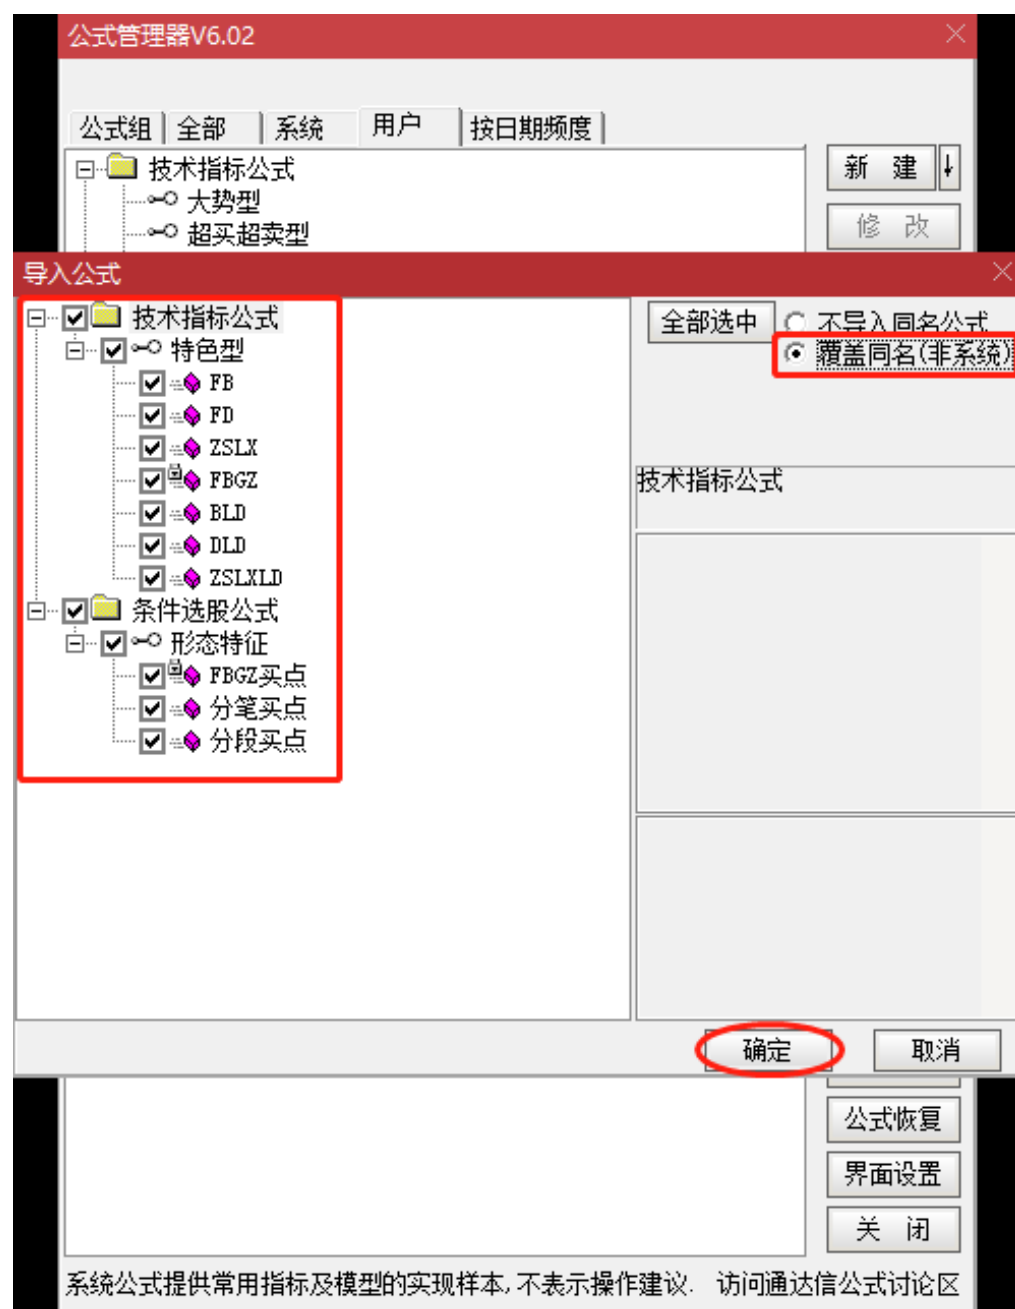 公式管理器V6.02
公式组 全部 系统 用户 按日期频度
技术指标公式
大势型
超买超卖型
新 建
修 改
导入公式
技术指标公式
特色型
FB
FD
ZSLX
FBGZ
BLD
DLD
ZSLXLD
条件选股公式
形态特征
FBGZ买点
分笔买点
分段买点
全部选中
不导入同名公式
覆盖同名(非系统)
技术指标公式
确定 取消
公式恢复
界面设置
关 闭
系统公式提供常用指标及模型的实现样本,不表示操作建议. 访问通达信公式讨论区